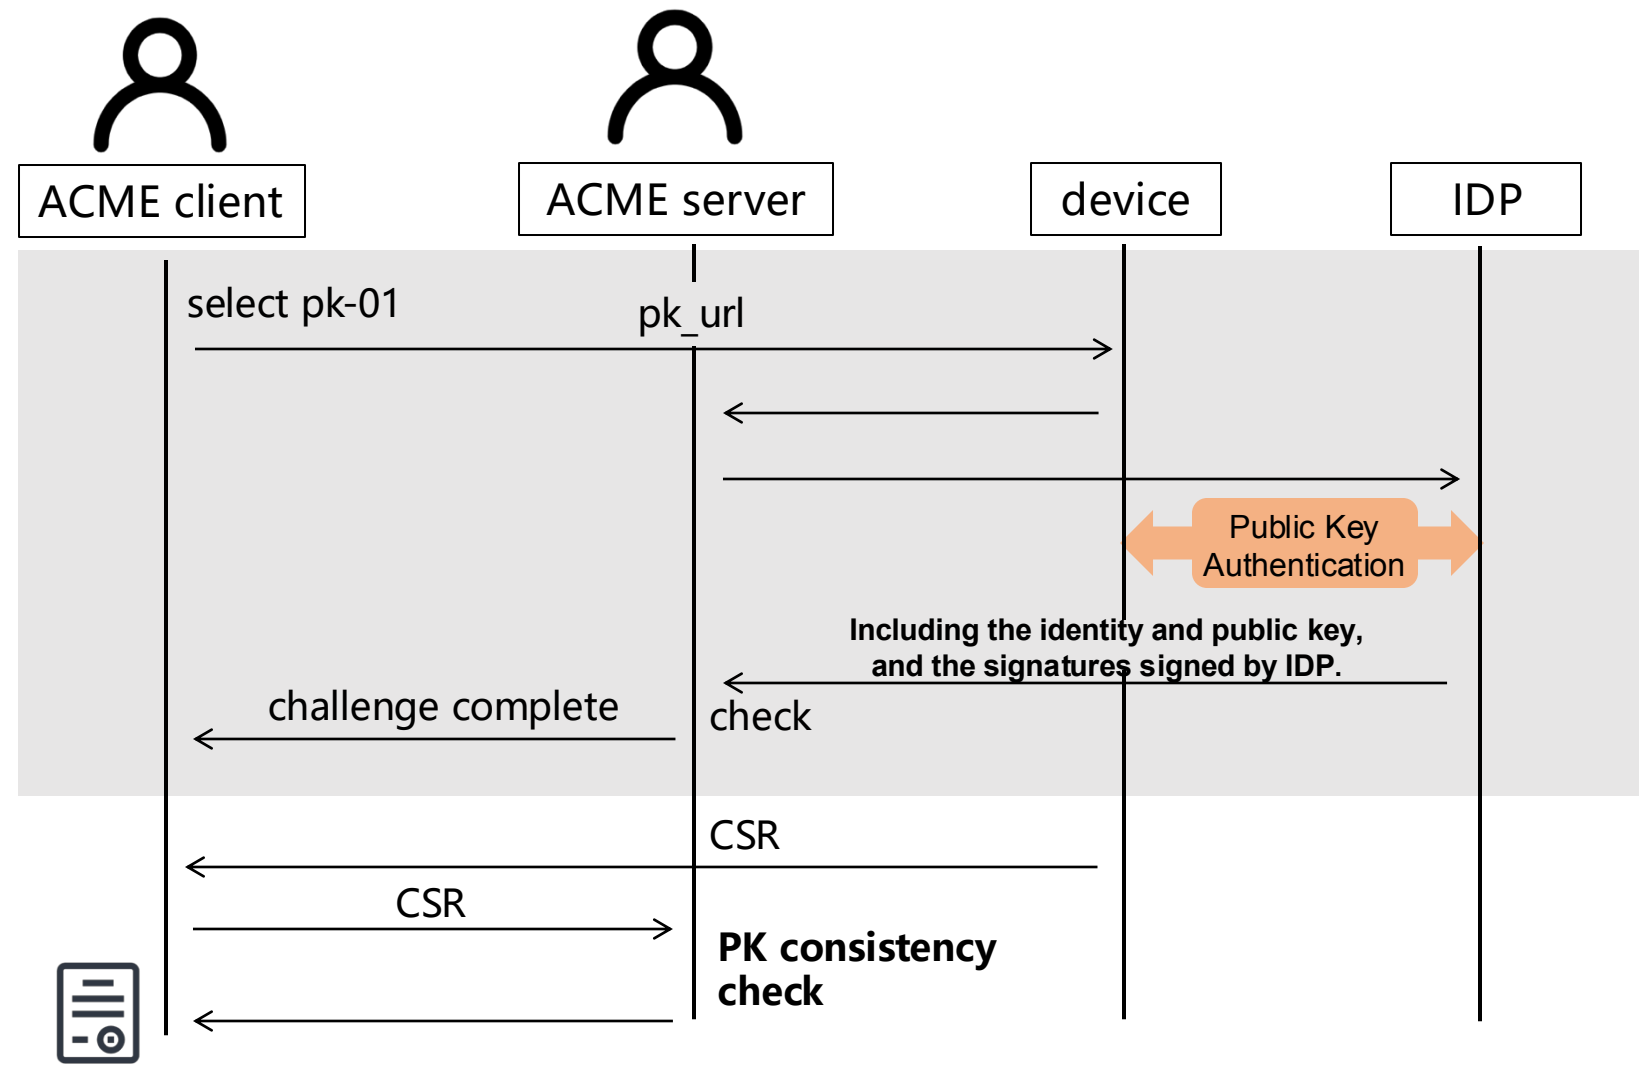 ACME client
ACME server
device
IDP
select pk-01
pk_url
Public Key
Authentication
Including the identity and public key,
and the signatures signed by IDP.
challenge complete
check
CSR
CSR
PK consistency
check